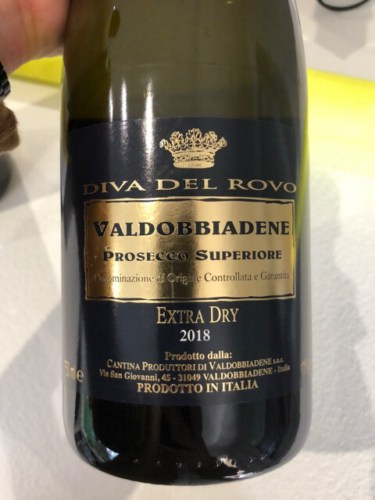 DIVA DEL ROVO
VALDOBBIADENE
PROSECCO SUPERIORE
Denominazione di Origine Controllata e Garantita
EXTRA DRY
2018
Prodotto dalla:
CANTINA PRODUTTORI DI VALDOBBIADENE s.a.c.
Via San Giovanni, 45 - 31049 VALDOBBIADENE - Italia
PRODOTTO IN ITALIA